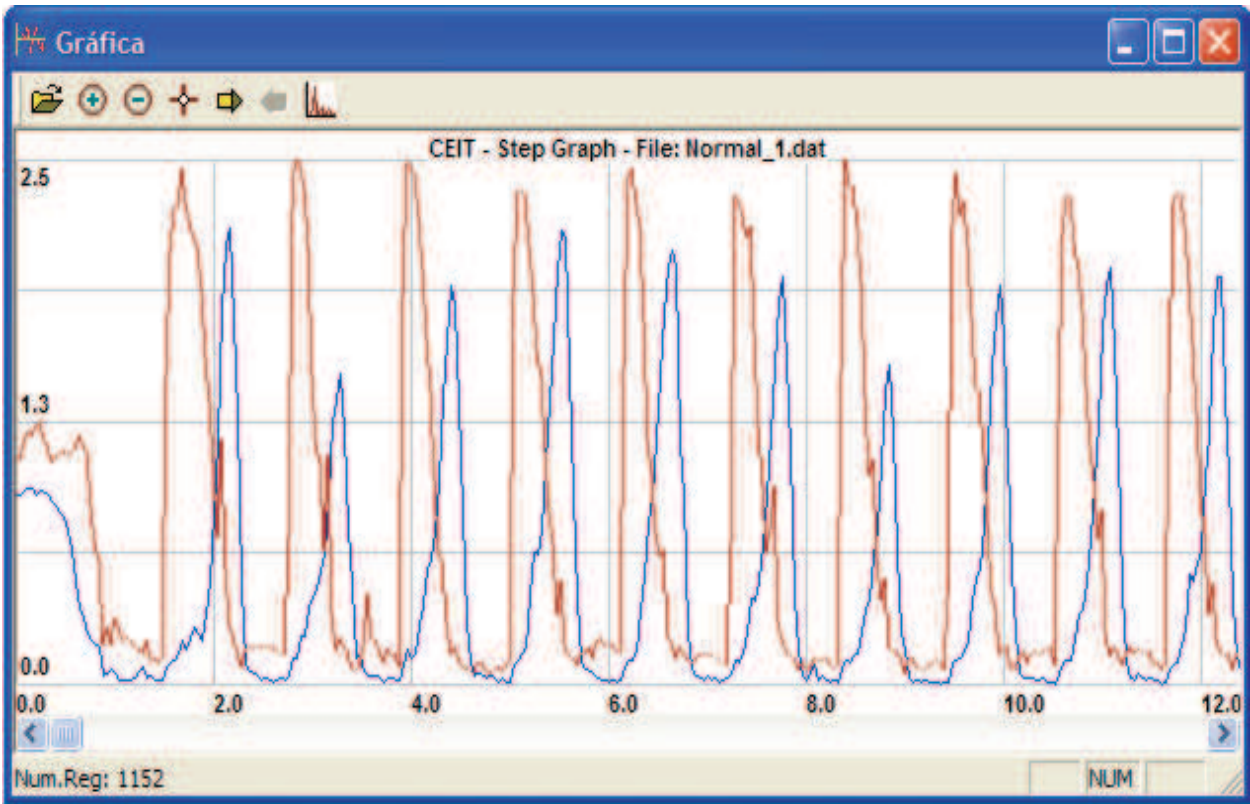 Gráfica
CEIT - Step Graph - File: Normal_1.dat
2.5
1.3
0.0
0.0 2.0 4.0 6.0 8.0 10.0 12.0
Num.Reg: 1152 NUM